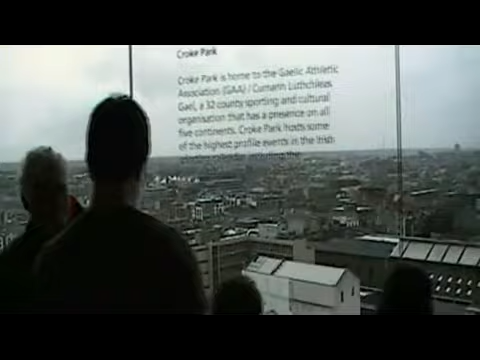 Croke Park
Croke Park is home to the Gaelic Athletic
Association (GAA) / Cumann Luthchleas
Gael, a 32 county sporting and cultural
organisation that has a presence on all
five continents. Croke Park hosts some
of the highest profile events in the Irish